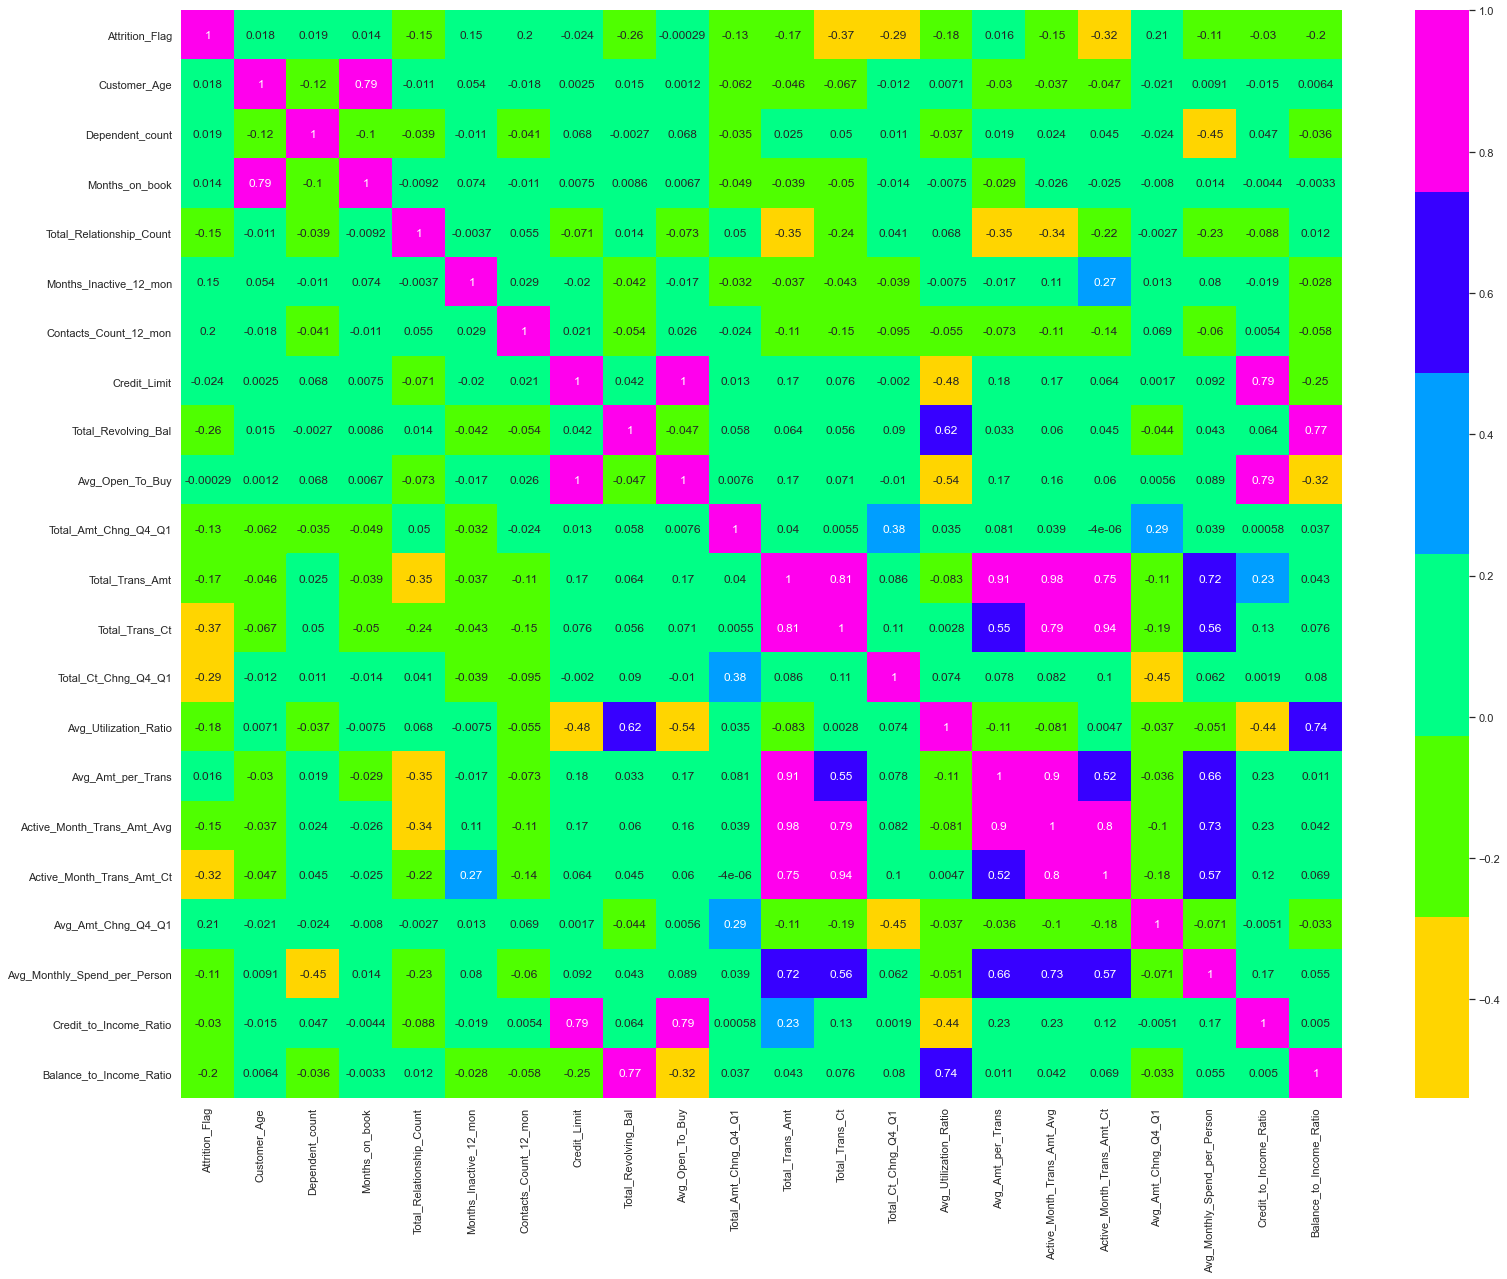 Attrition_Flag 1 0.018 0.019 0.014 -0.15 0.15 0.2 -0.024 -0.26 -0.00029 -0.13 -0.17 -0.37 -0.29 -0.18 0.016 -0.15 -0.32 0.21 -0.11 -0.03 -0.2
Customer_Age 0.018 1 -0.12 0.79 -0.011 0.054 -0.018 0.0025 0.015 0.0012 -0.062 -0.046 -0.067 -0.012 0.0071 -0.03 -0.037 -0.047 -0.021 0.0091 -0.015 0.0064
Dependent_count 0.019 -0.12 1 -0.1 -0.039 -0.011 -0.041 0.068 -0.0027 0.068 -0.035 0.025 0.05 0.011 -0.037 0.019 0.024 0.045 -0.024 -0.45 0.047 -0.036
Months_on_book 0.014 0.79 -0.1 1 -0.0092 0.074 -0.011 0.0075 0.0086 0.0067 -0.049 -0.039 -0.05 -0.014 -0.0075 -0.029 -0.026 -0.025 -0.008 0.014 -0.0044 -0.0033
Total_Relationship_Count -0.15 -0.011 -0.039 -0.0092 1 -0.0037 0.055 -0.071 0.014 -0.073 0.05 -0.35 -0.24 0.041 0.068 -0.35 -0.34 -0.22 -0.0027 -0.23 -0.088 0.012
Months_Inactive_12_mon 0.15 0.054 -0.011 0.074 -0.0037 1 0.029 -0.02 -0.042 -0.017 -0.032 -0.037 -0.043 -0.039 -0.0075 -0.017 0.11 0.27 0.013 0.08 -0.019 -0.028
Contacts_Count_12_mon 0.2 -0.018 -0.041 -0.011 0.055 0.029 1 0.021 -0.054 0.026 -0.024 -0.11 -0.15 -0.095 -0.055 -0.073 -0.11 -0.14 0.069 -0.06 0.0054 -0.058
Credit_Limit -0.024 0.0025 0.068 0.0075 -0.071 -0.02 0.021 1 0.042 1 0.013 0.17 0.076 -0.002 -0.48 0.18 0.17 0.064 0.0017 0.092 0.79 -0.25
Total_Revolving_Bal -0.26 0.015 -0.0027 0.0086 0.014 -0.042 -0.054 0.042 1 -0.047 0.058 0.064 0.056 0.09 0.62 0.033 0.06 0.045 -0.044 0.043 0.064 0.77
Avg_Open_To_Buy -0.00029 0.0012 0.068 0.0067 -0.073 -0.017 0.026 1 -0.047 1 0.0076 0.17 0.071 -0.01 -0.54 0.17 0.16 0.06 0.0056 0.089 0.79 -0.32
Total_Amt_Chng_Q4_Q1 -0.13 -0.062 -0.035 -0.049 0.05 -0.032 -0.024 0.013 0.058 0.0076 1 0.04 0.0055 0.38 0.035 0.081 0.039 -4e-06 0.29 0.039 0.00058 0.037
Total_Trans_Amt -0.17 -0.046 0.025 -0.039 -0.35 -0.037 -0.11 0.17 0.064 0.17 0.04 1 0.81 0.086 -0.083 0.91 0.98 0.75 -0.11 0.72 0.23 0.043
Total_Trans_Ct -0.37 -0.067 0.05 -0.05 -0.24 -0.043 -0.15 0.076 0.056 0.071 0.0055 0.81 1 0.11 0.0028 0.55 0.79 0.94 -0.19 0.56 0.13 0.076
Total_Ct_Chng_Q4_Q1 -0.29 -0.012 0.011 -0.014 0.041 -0.039 -0.095 -0.002 0.09 -0.01 0.38 0.086 0.11 1 0.074 0.078 0.082 0.1 -0.45 0.062 0.0019 0.08
Avg_Utilization_Ratio -0.18 0.0071 -0.037 -0.0075 0.068 -0.0075 -0.055 -0.48 0.62 -0.54 0.035 -0.083 0.0028 0.074 1 -0.11 -0.081 0.0047 -0.037 -0.051 -0.44 0.74
Avg_Amt_per_Trans 0.016 -0.03 0.019 -0.029 -0.35 -0.017 -0.073 0.18 0.033 0.17 0.081 0.91 0.55 0.078 -0.11 1 0.9 0.52 -0.036 0.66 0.23 0.011
Active_Month_Trans_Amt_Avg -0.15 -0.037 0.024 -0.026 -0.34 0.11 -0.11 0.17 0.06 0.16 0.039 0.98 0.79 0.082 -0.081 0.9 1 0.8 -0.1 0.73 0.23 0.042
Active_Month_Trans_Amt_Ct -0.32 -0.047 0.045 -0.025 -0.22 0.27 -0.14 0.064 0.045 0.06 -4e-06 0.75 0.94 0.1 0.0047 0.52 0.8 1 -0.18 0.57 0.12 0.069
Avg_Amt_Chng_Q4_Q1 0.21 -0.021 -0.024 -0.008 -0.0027 0.013 0.069 0.0017 -0.044 0.0056 0.29 -0.11 -0.19 -0.45 -0.037 -0.036 -0.1 -0.18 1 -0.071 -0.0051 -0.033
Avg_Monthly_Spend_per_Person -0.11 0.0091 -0.45 0.014 -0.23 0.08 -0.06 0.092 0.043 0.089 0.039 0.72 0.56 0.062 -0.051 0.66 0.73 0.57 -0.071 1 0.17 0.055
Credit_to_Income_Ratio -0.03 -0.015 0.047 -0.0044 -0.088 -0.019 0.0054 0.79 0.064 0.79 0.00058 0.23 0.13 0.0019 -0.44 0.23 0.23 0.12 -0.0051 0.17 1 0.005
Balance_to_Income_Ratio -0.2 0.0064 -0.036 -0.0033 0.012 -0.028 -0.058 -0.25 0.77 -0.32 0.037 0.043 0.076 0.08 0.74 0.011 0.042 0.069 -0.033 0.055 0.005 1
Attrition_Flag
Customer_Age
Dependent_count
Months_on_book
Total_Relationship_Count
Months_Inactive_12_mon
Contacts_Count_12_mon
Credit_Limit
Total_Revolving_Bal
Avg_Open_To_Buy
Total_Amt_Chng_Q4_Q1
Total_Trans_Amt
Total_Trans_Ct
Total_Ct_Chng_Q4_Q1
Avg_Utilization_Ratio
Avg_Amt_per_Trans
Active_Month_Trans_Amt_Avg
Active_Month_Trans_Amt_Ct
Avg_Amt_Chng_Q4_Q1
Avg_Monthly_Spend_per_Person
Credit_to_Income_Ratio
Balance_to_Income_Ratio
1.0
0.8
0.6
0.4
0.2
0.0
−0.2
−0.4